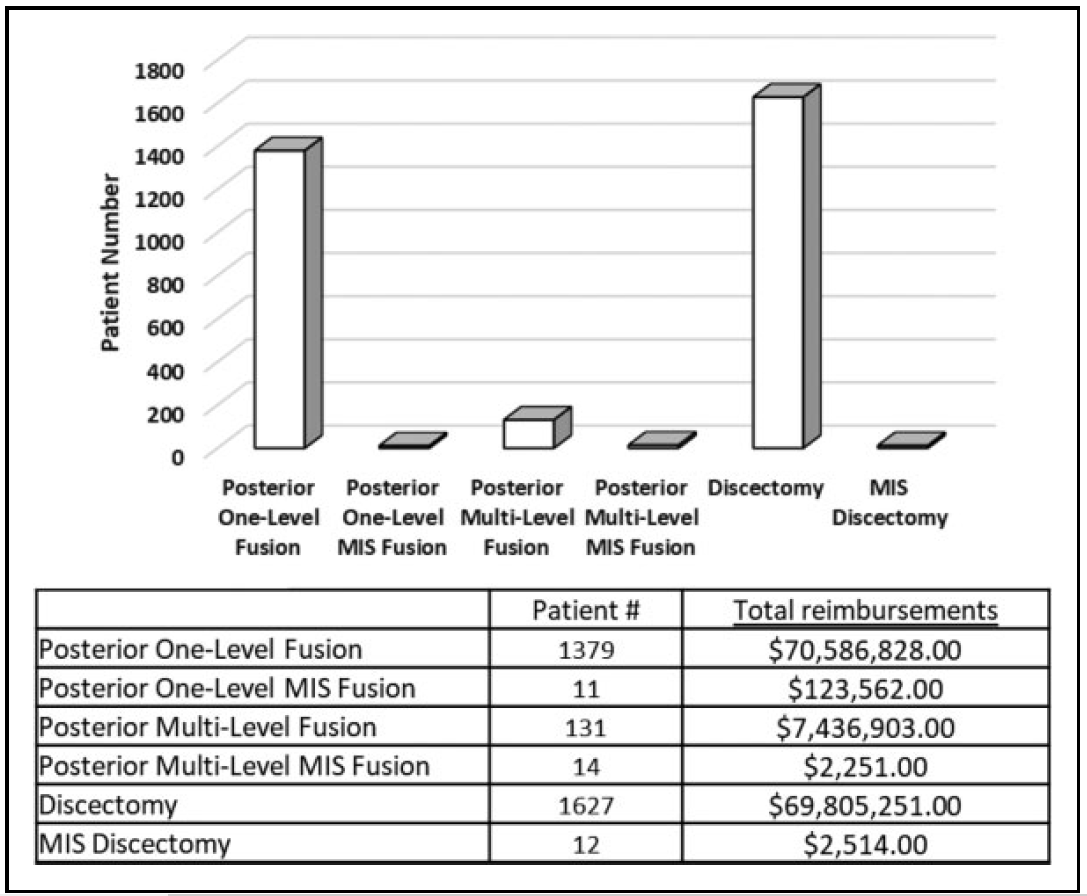 1800
1600
1400
1200
1000
800
600
400
200
0
Patient Number
Posterior Posterior Posterior Posterior Discectomy MIS
One-Level One-Level Multi-Level Multi-Level Discectomy
Fusion MIS Fusion Fusion MIS Fusion
Patient # Total reimbursements
Posterior One-Level Fusion 1379 $70,586,828.00
Posterior One-Level MIS Fusion 11 $123,562.00
Posterior Multi-Level Fusion 131 $7,436,903.00
Posterior Multi-Level MIS Fusion 14 $2,251.00
Discectomy 1627 $69,805,251.00
MIS Discectomy 12 $2,514.00